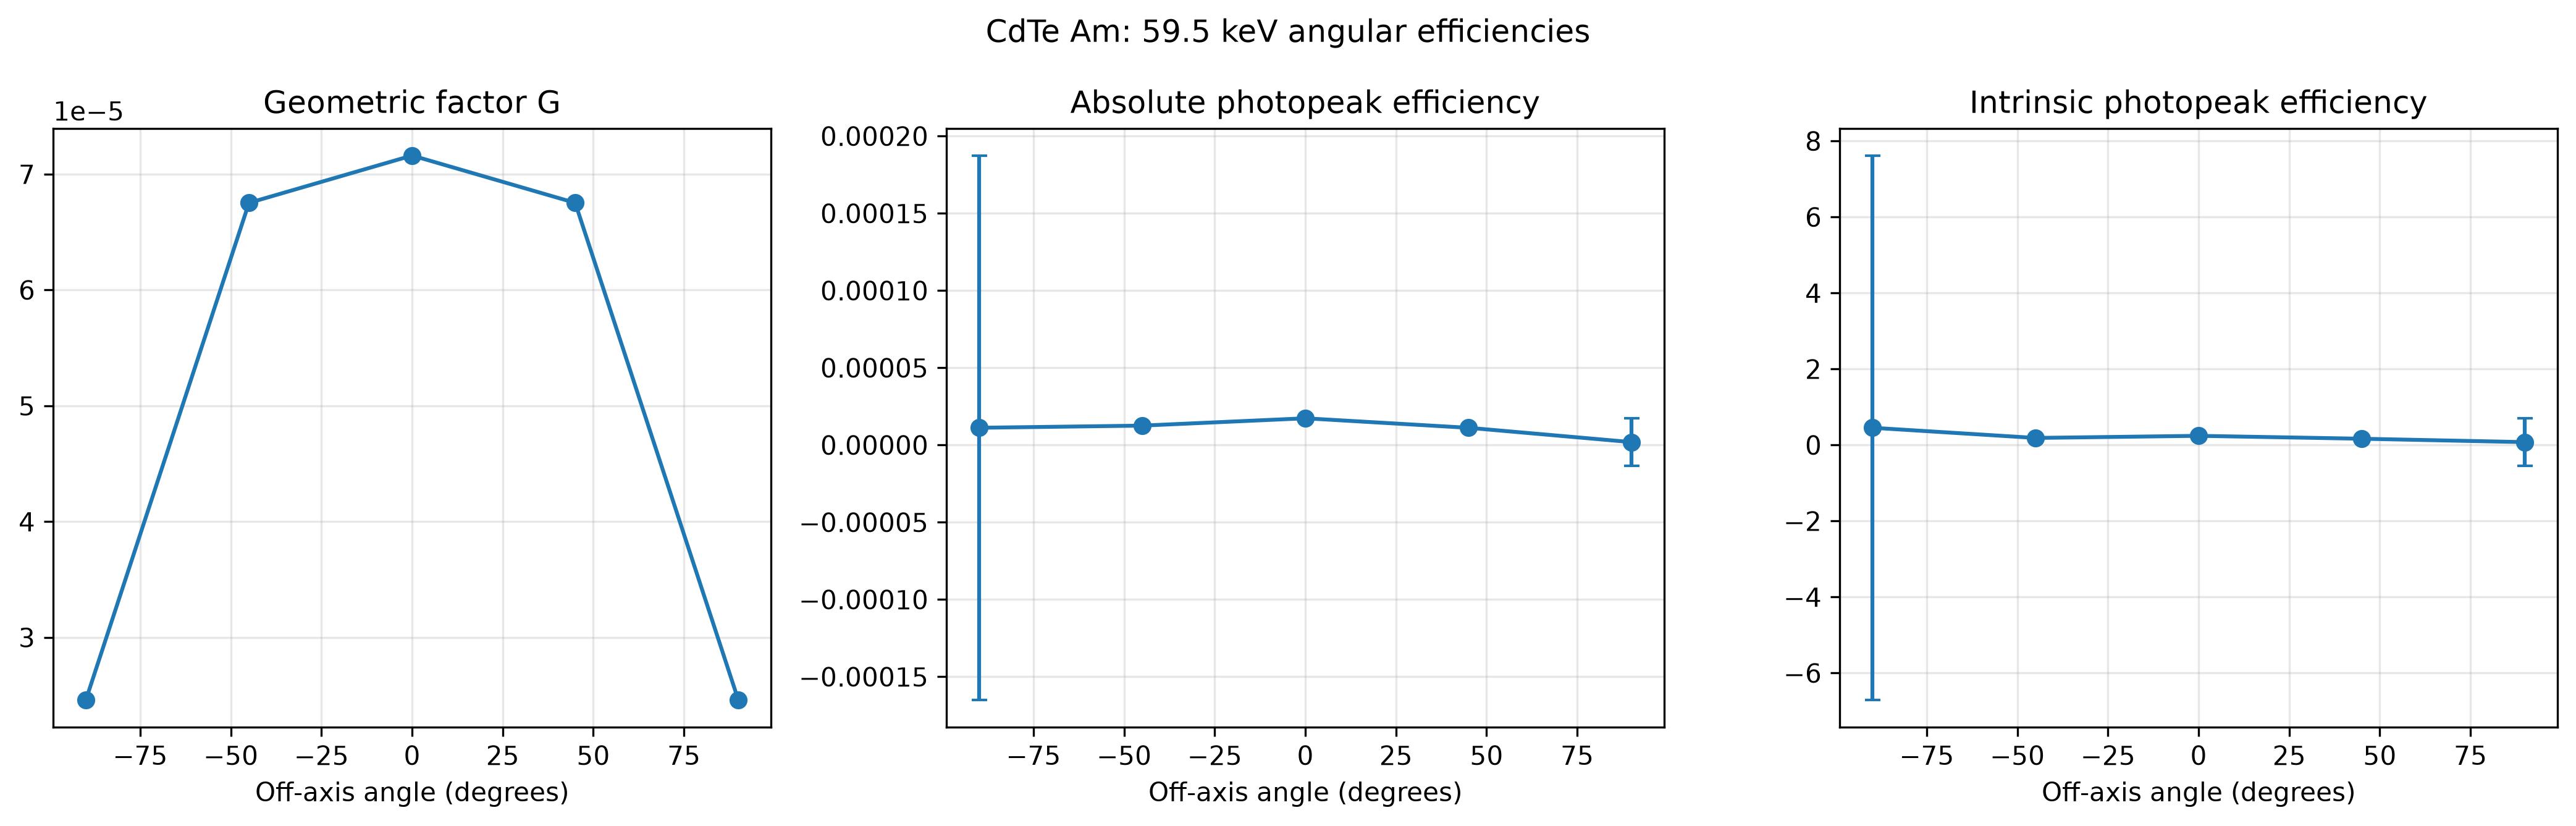 CdTe Am: 59.5 keV angular efficiencies
Geometric factor G
1e−5
7
6
5
4
3
−75 −50 −25 0 25 50 75
Off-axis angle (degrees)
Absolute photopeak efficiency
0.00020
0.00015
0.00010
0.00005
0.00000
−0.00005
−0.00010
−0.00015
−75 −50 −25 0 25 50 75
Off-axis angle (degrees)
Intrinsic photopeak efficiency
8
6
4
2
0
−2
−4
−6
−75 −50 −25 0 25 50 75
Off-axis angle (degrees)